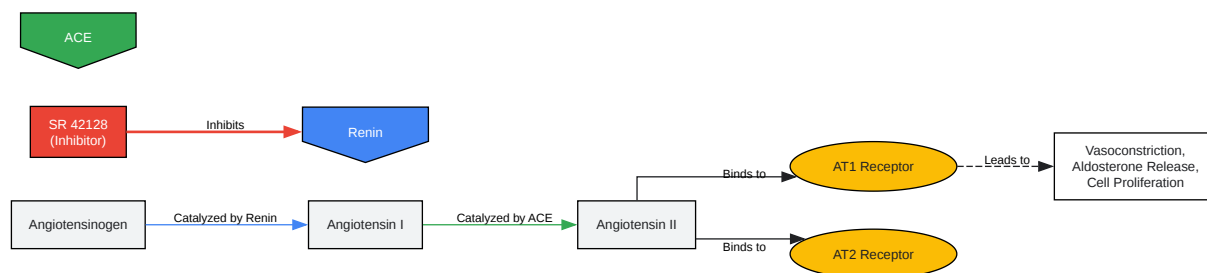 ACE
SR 42128
(Inhibitor)
Inhibits
Renin
Angiotensinogen
Catalyzed by Renin
Angiotensin I
Catalyzed by ACE
Angiotensin II
Binds to
AT1 Receptor
Leads to
Vasoconstriction,
Aldosterone Release,
Cell Proliferation
Binds to
AT2 Receptor